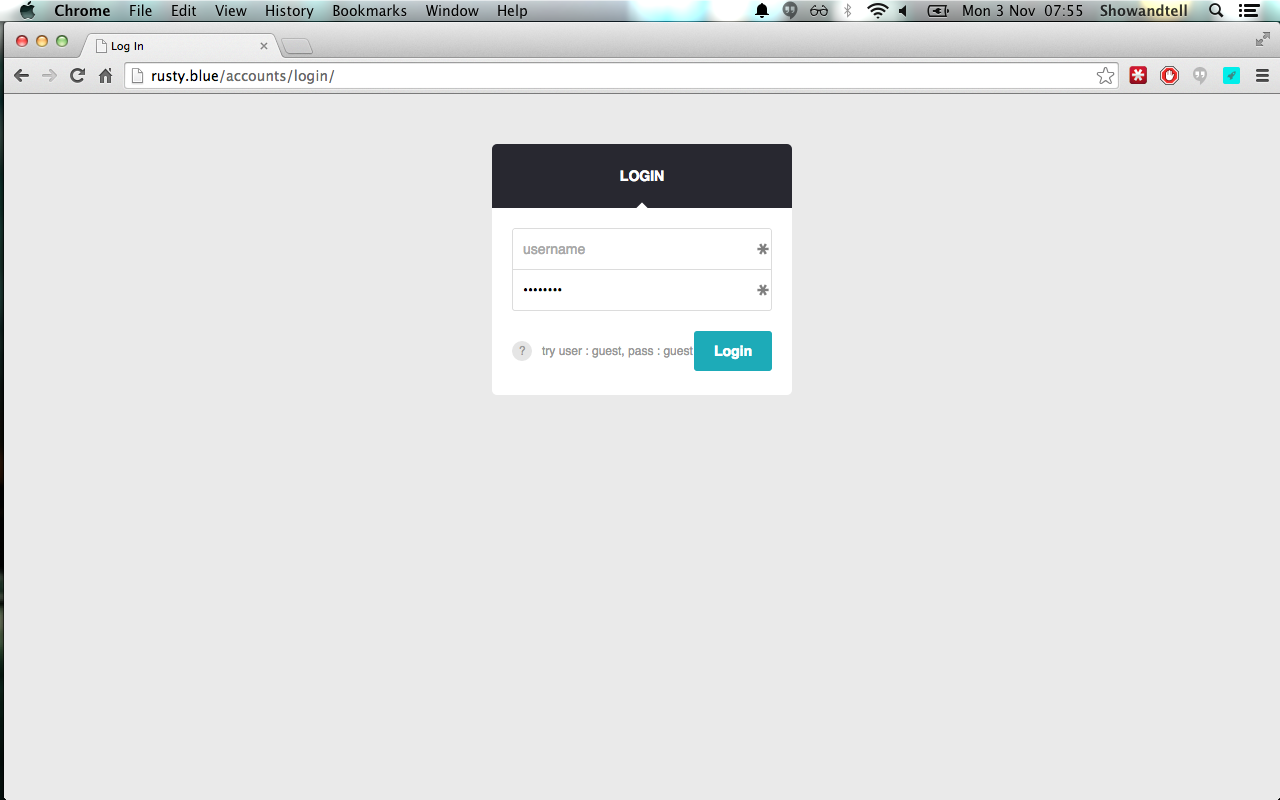 Chrome File Edit View History Bookmarks Window Help Mon 3 Nov 07:55 Showandtell
Log In
rusty.blue/accounts/login/
LOGIN
username
••••••••
? try user : guest, pass : guest Login